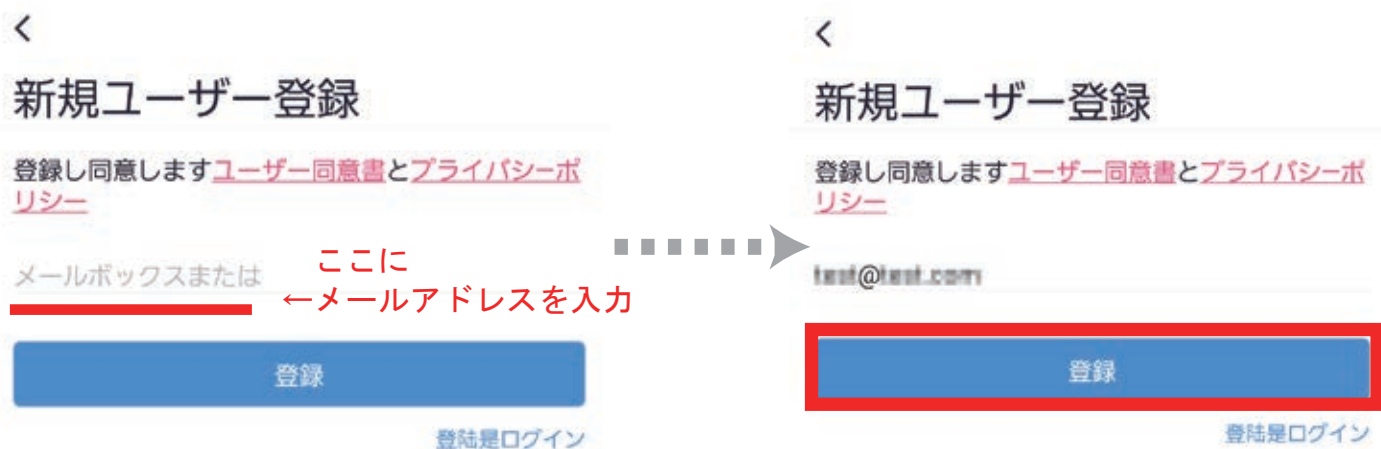 新規ユーザー登録
登録し同意しますユーザー同意書とプライバシーポ
リシー
メールボックスまたは
ここに
←メールアドレスを入力
登録
登陆是ログイン
新規ユーザー登録
登録し同意しますユーザー同意書とプライバシーポ
リシー
test@test.com
登録
登陆是ログイン